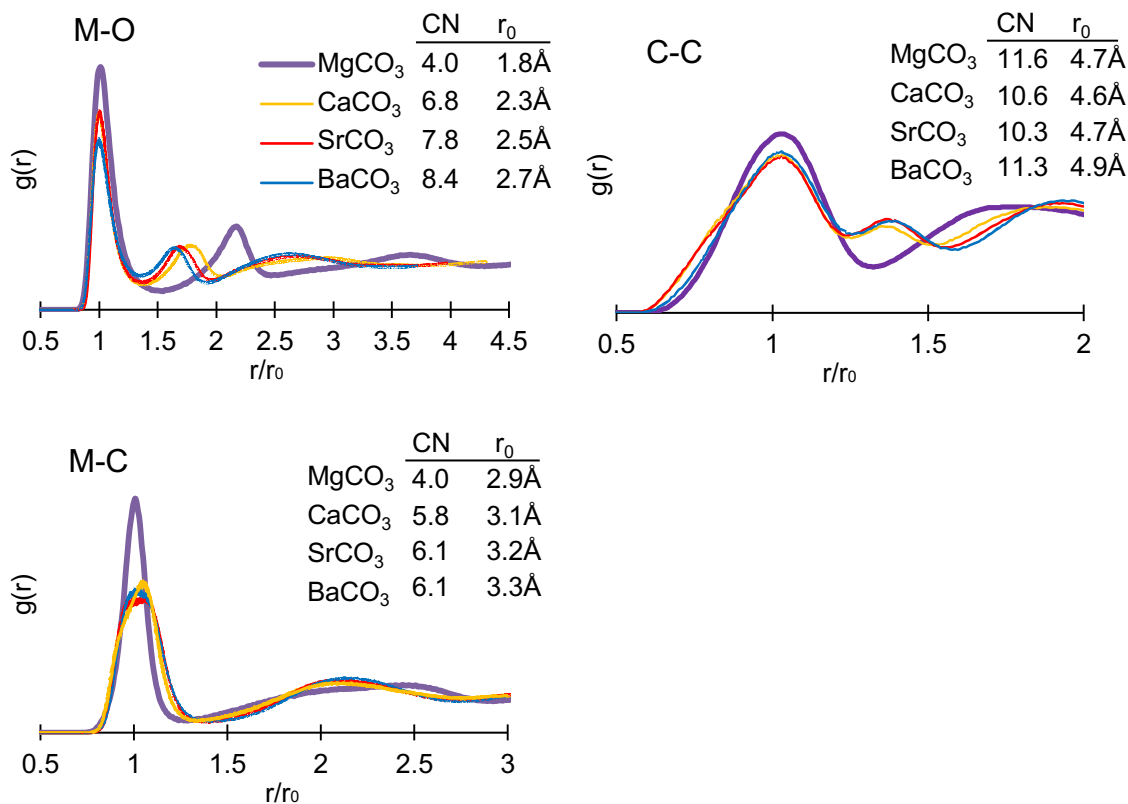 M-O
CN r₀
MgCO₃ 4.0 1.8Å
CaCO₃ 6.8 2.3Å
SrCO₃ 7.8 2.5Å
BaCO₃ 8.4 2.7Å
g(r)
0.5 1 1.5 2 2.5 3 3.5 4 4.5
r/r₀
C-C
CN r₀
MgCO₃ 11.6 4.7Å
CaCO₃ 10.6 4.6Å
SrCO₃ 10.3 4.7Å
BaCO₃ 11.3 4.9Å
g(r)
0.5 1 1.5 2
r/r₀
M-C
CN r₀
MgCO₃ 4.0 2.9Å
CaCO₃ 5.8 3.1Å
SrCO₃ 6.1 3.2Å
BaCO₃ 6.1 3.3Å
g(r)
0.5 1 1.5 2 2.5 3
r/r₀